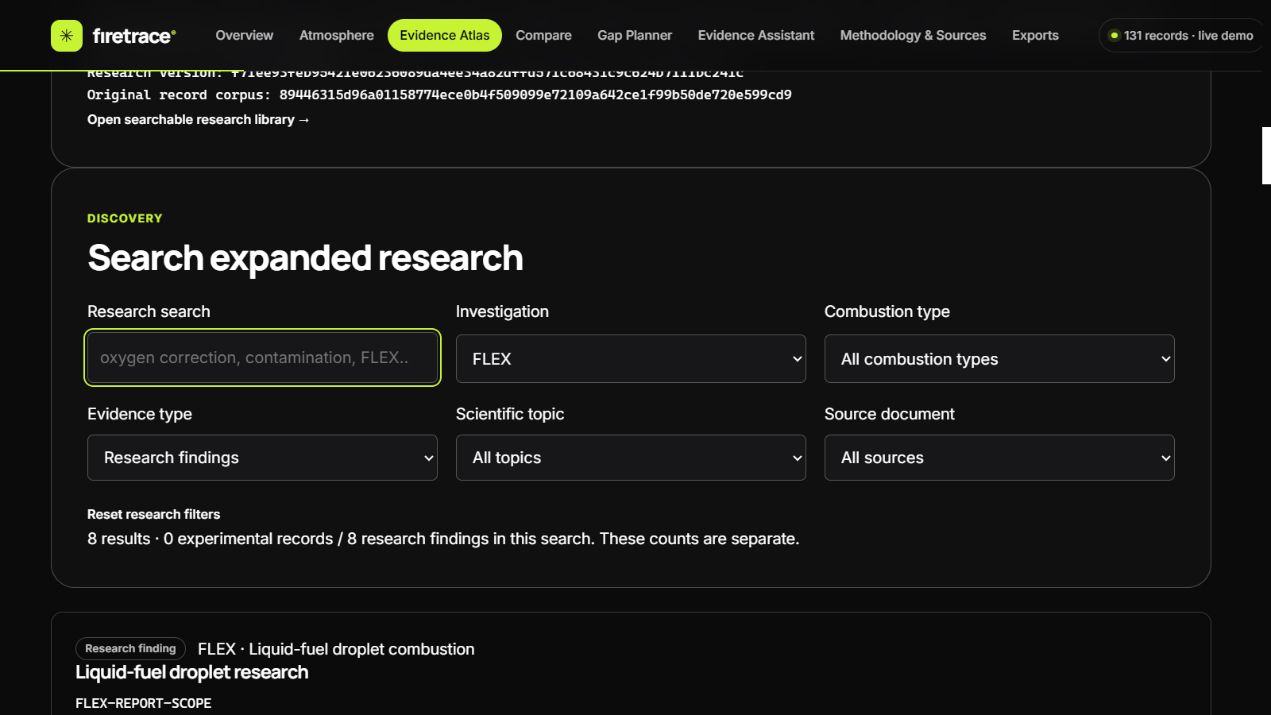 firetrace
Overview
Atmosphere
Evidence Atlas
Compare
Gap Planner
Evidence Assistant
Methodology & Sources
Exports
131 records · live demo
Research version:
Original record corpus: 89446315d96a01158774ece0b4f509099e72109a642ce1f99b50de720e599cd9
Open searchable research library →
DISCOVERY
Search expanded research
Research search
Investigation
Combustion type
oxygen correction, contamination, FLEX..
FLEX
All combustion types
Evidence type
Scientific topic
Source document
Research findings
All topics
All sources
Reset research filters
8 results · 0 experimental records / 8 research findings in this search. These counts are separate.
Research finding
FLEX · Liquid-fuel droplet combustion
Liquid-fuel droplet research
FLEX-REPORT-SCOPE